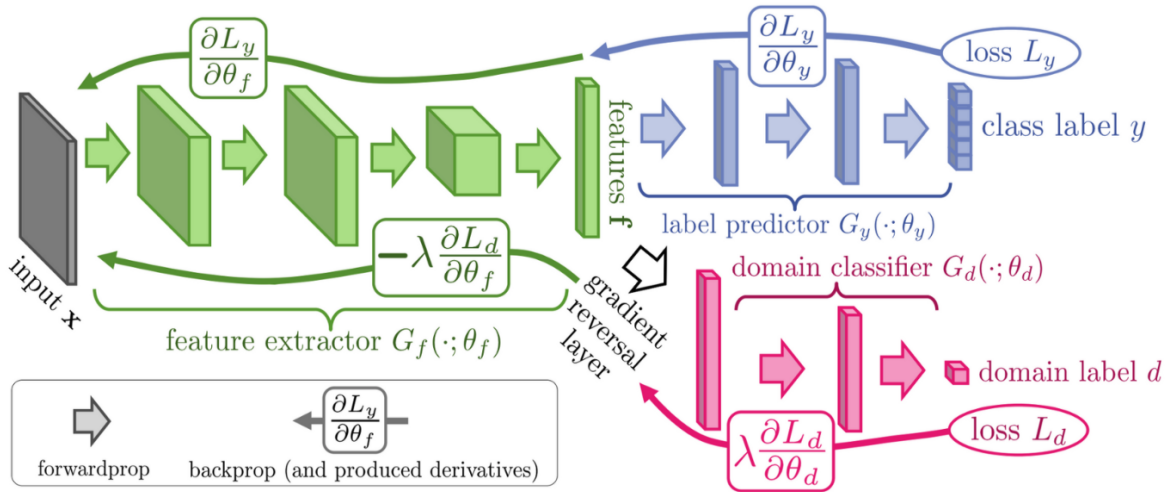 ∂L_y/∂θ_f
∂L_y/∂θ_y
loss L_y
features f
class label y
input x
−λ ∂L_d/∂θ_f
label predictor G_y(·; θ_y)
gradient
reversal
layer
domain classifier G_d(·; θ_d)
feature extractor G_f(·; θ_f)
domain label d
λ ∂L_d/∂θ_d
loss L_d
∂L_y/∂θ_f
forwardprop
backprop (and produced derivatives)